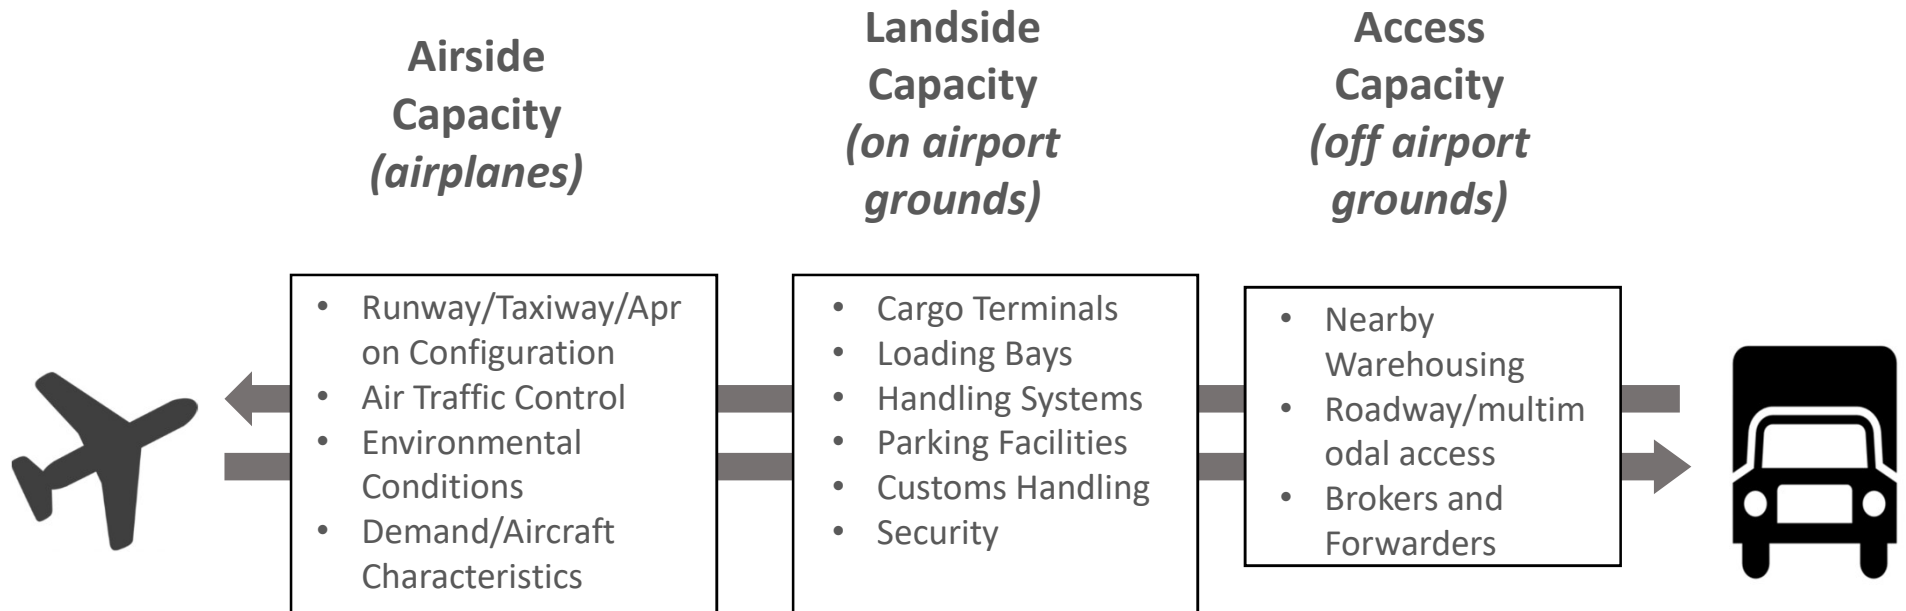 Airside
Capacity
(airplanes)
Landside
Capacity
(on airport
grounds)
Access
Capacity
(off airport
grounds)
• Runway/Taxiway/Apr
on Configuration
• Air Traffic Control
• Environmental
Conditions
• Demand/Aircraft
Characteristics
• Cargo Terminals
• Loading Bays
• Handling Systems
• Parking Facilities
• Customs Handling
• Security
• Nearby
Warehousing
• Roadway/multim
odal access
• Brokers and
Forwarders